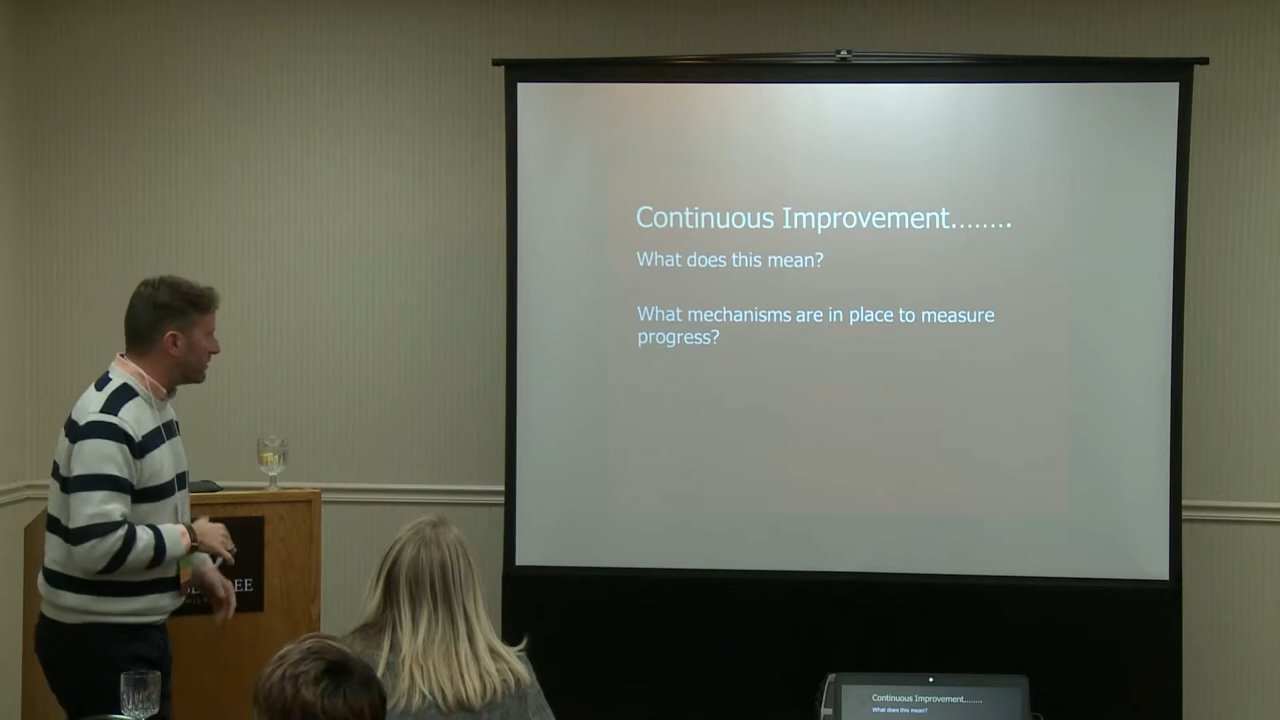 Continuous Improvement........
What does this mean?
What mechanisms are in place to measure
progress?
Continuous Improvement........
What does this mean?